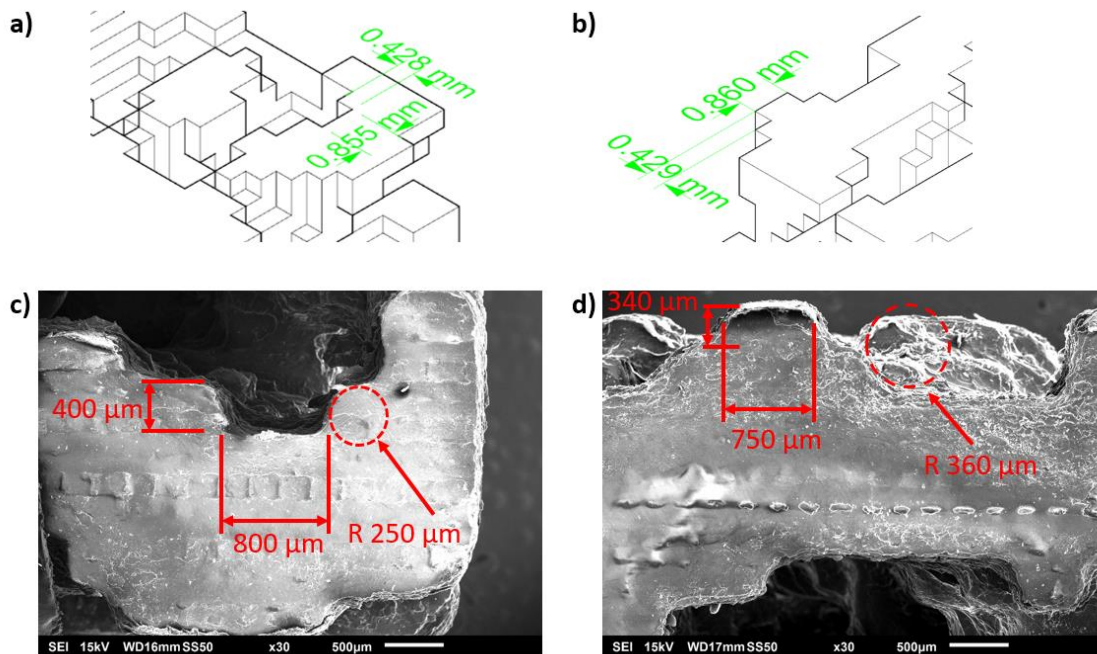 a)
0.428 mm
0.855 mm
b)
0.860 mm
0.429 mm
c)
400 µm
800 µm
R 250 µm
SEI 15kV WD16mm SS50 x30 500µm
d)
340 µm
750 µm
R 360 µm
SEI 15kV WD17mm SS50 x30 500µm